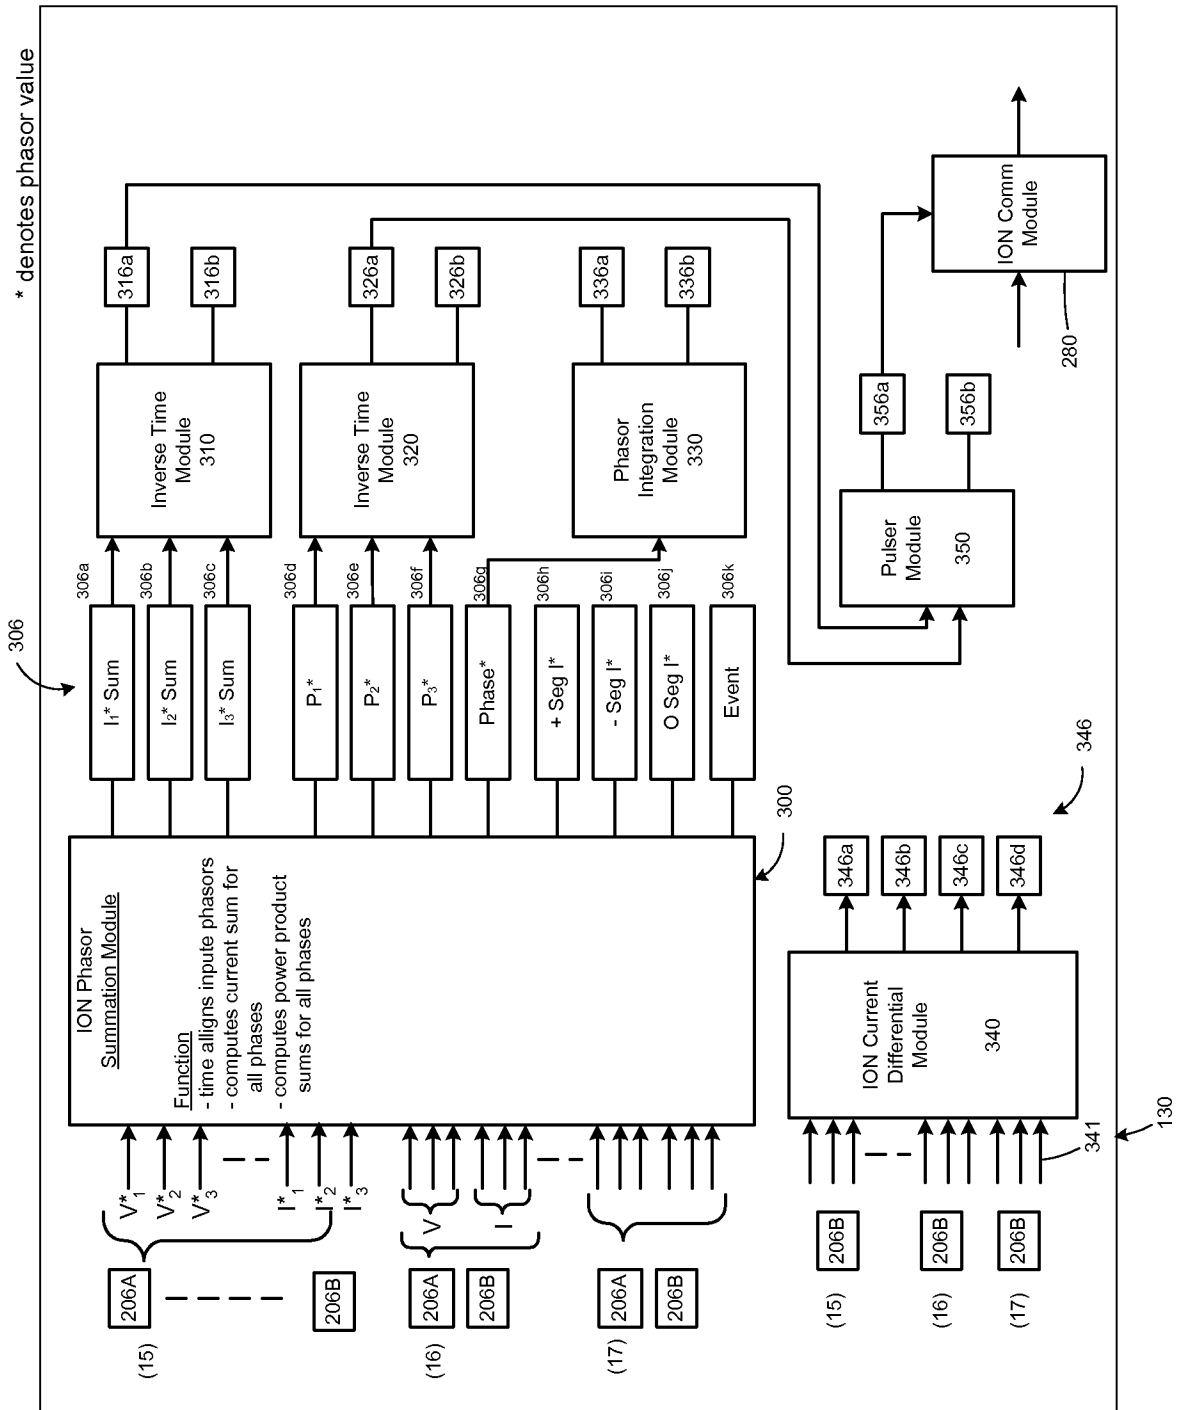 * denotes phasor value
ION Phasor
Summation Module
Function
- time alligns inpute phasors
- computes current sum for
all phases
- computes power product
sums for all phases
300
(15)
206A
206B
V*1
V*2
V*3
I*1
I*2
I*3
(16)
206A
206B
V
I
(17)
206A
206B
306
306a
I1* Sum
306b
I2* Sum
306c
I3* Sum
306d
P1*
306e
P2*
306f
P3*
306g
Phase*
306h
+ Seg I*
306i
- Seg I*
306j
O Seg I*
306k
Event
Inverse Time
Module
310
316a
316b
Inverse Time
Module
320
326a
326b
Phasor
Integration
Module
330
336a
336b
(15)
206B
(16)
206B
(17)
206B
341
130
ION Current
Differential
Module
340
346
346a
346b
346c
346d
Pulser
Module
350
356a
356b
ION Comm
Module
280